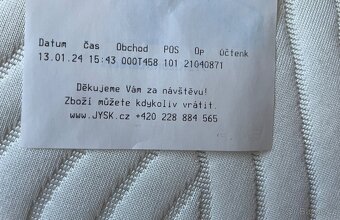 Datum Čas Obchod POS Op Účtenk
13.01.24 15:43 000T458 101 21040871
Děkujeme Vám za návštěvu!
Zboží můžete kdykoliv vrátit.
www.JYSK.cz +420 228 884 565